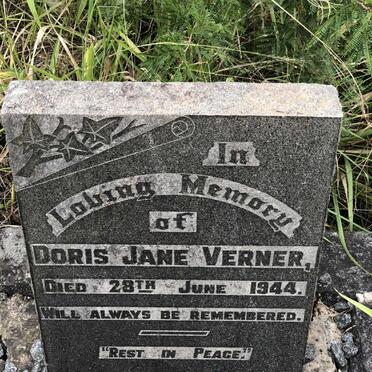 In
Loving Memory
of
DORIS JANE VERNER,
DIED 28TH JUNE 1944.
WILL ALWAYS BE REMEMBERED.
"REST IN PEACE."